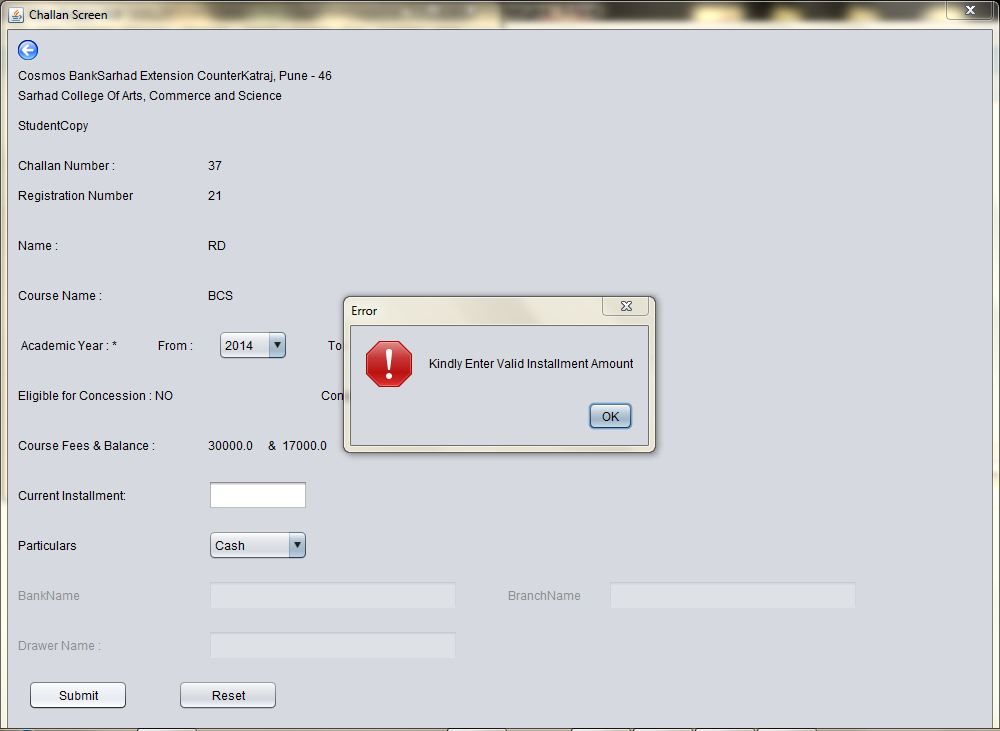 Challan Screen
Cosmos BankSarhad Extension CounterKatraj, Pune - 46
Sarhad College Of Arts, Commerce and Science
StudentCopy
Challan Number : 37
Registration Number 21
Name : RD
Course Name : BCS
Error
Academic Year : * From : 2014 To
Kindly Enter Valid Installment Amount
Eligible for Concession : NO Con
OK
Course Fees & Balance : 30000.0 & 17000.0
Current Installment:
Particulars Cash
BankName BranchName
Drawer Name :
Submit Reset